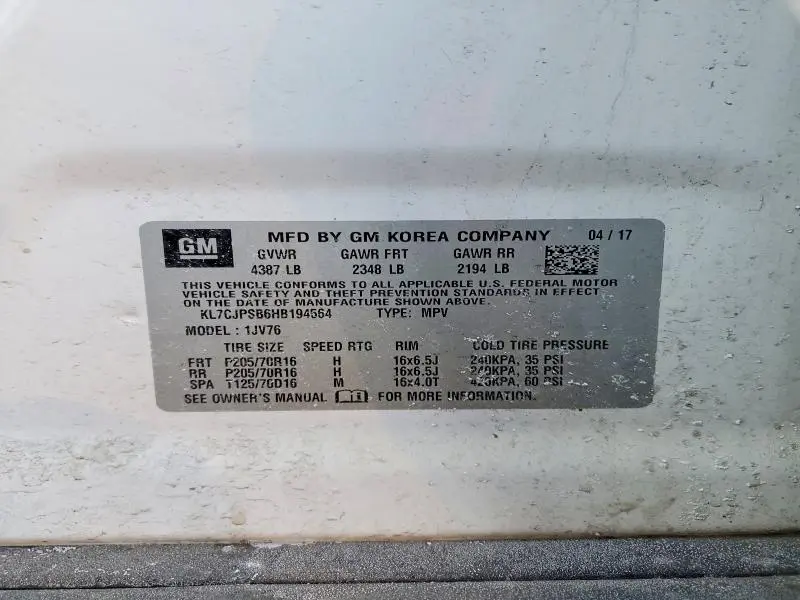 GM MFD BY GM KOREA COMPANY 04 / 17
GVWR GAWR FRT GAWR RR
4387 LB 2348 LB 2194 LB
THIS VEHICLE CONFORMS TO ALL APPLICABLE U.S. FEDERAL MOTOR
VEHICLE SAFETY AND THEFT PREVENTION STANDARDS IN EFFECT
ON THE DATE OF MANUFACTURE SHOWN ABOVE.
KL7CJPSB6HB194564 TYPE: MPV
MODEL : 1JV76
TIRE SIZE SPEED RTG RIM COLD TIRE PRESSURE
FRT P205/70R16 H 16x6.5J 240KPA, 35 PSI
RR P205/70R16 H 16x6.5J 240KPA, 35 PSI
SPA T125/70D16 M 16x4.0T 420KPA, 60 PSI
SEE OWNER'S MANUAL FOR MORE INFORMATION.